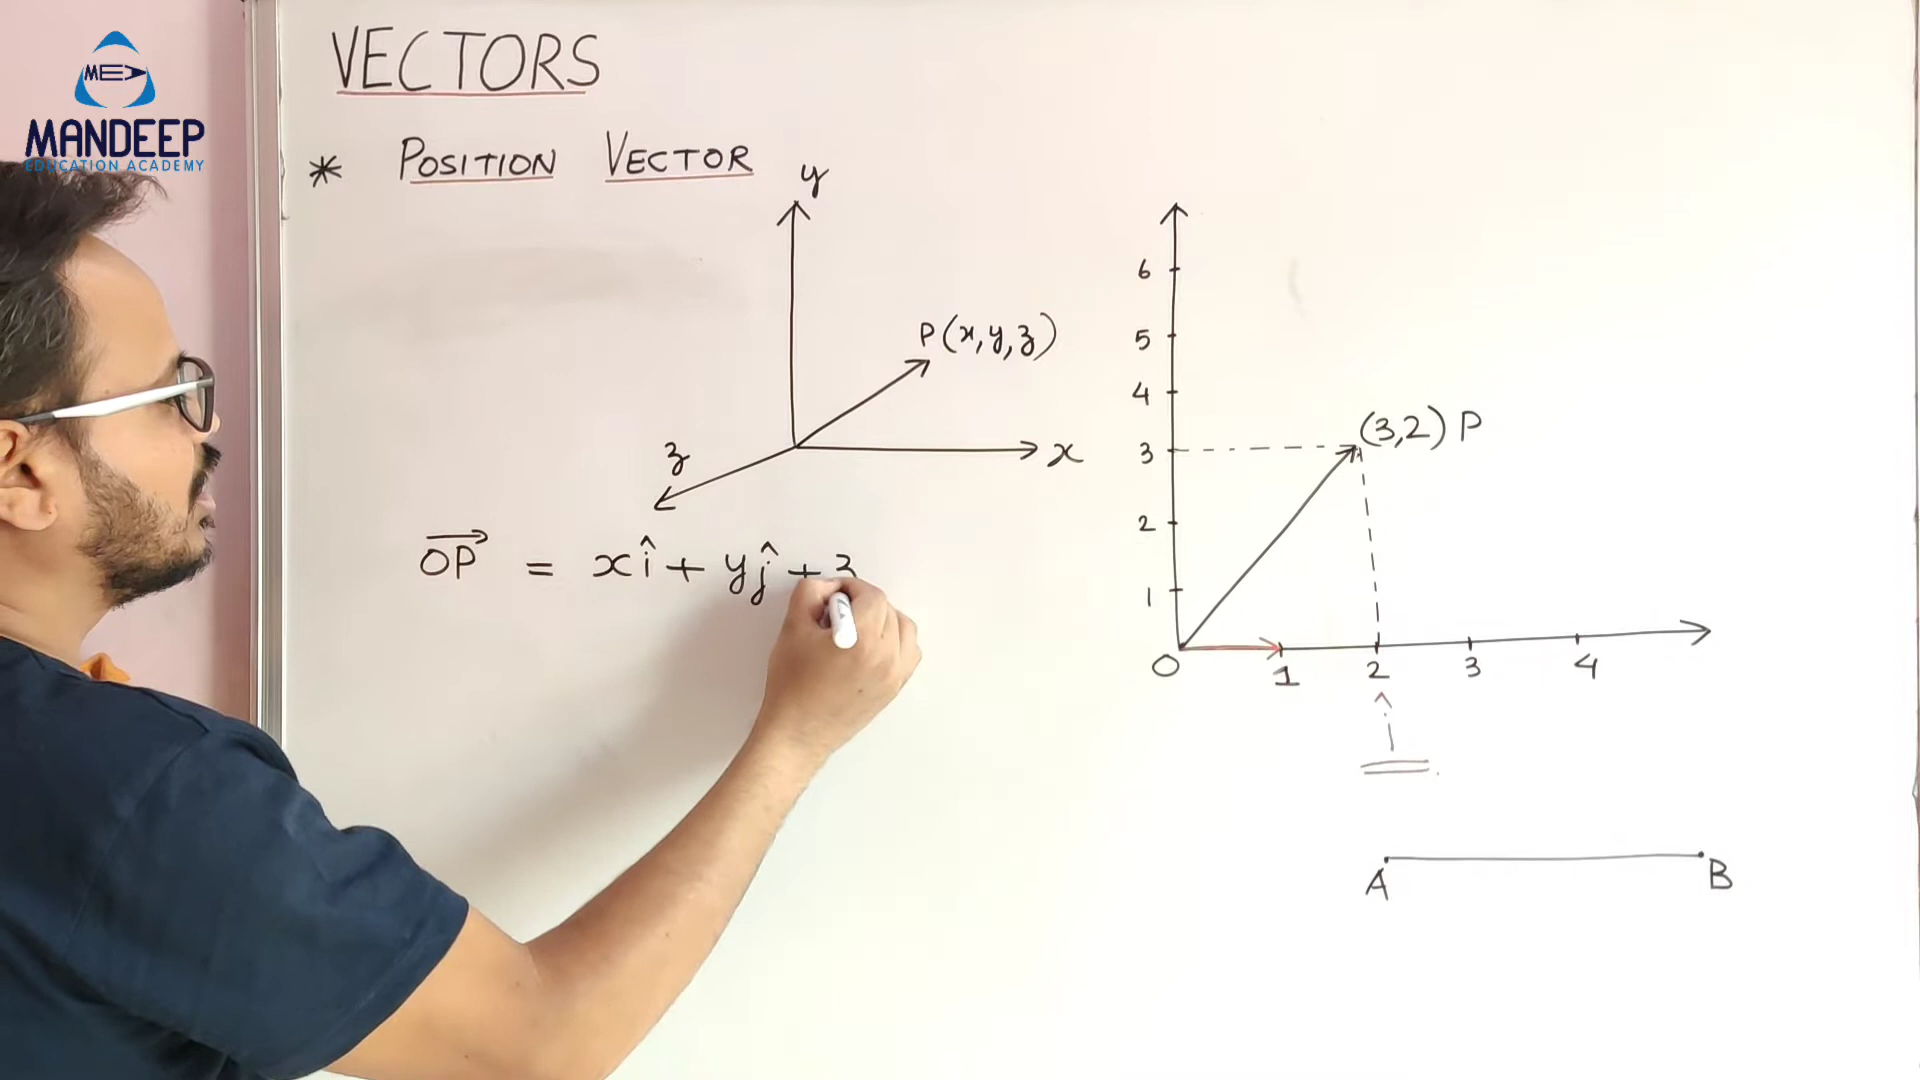 MED
MANDEEP
EDUCATION ACADEMY
VECTORS
* POSITION VECTOR
y
P(x,y,z)
z
x
OP = xî + yĵ + z
6
5
4
3
2
1
(3,2) P
O 1 2 3 4
î
A B